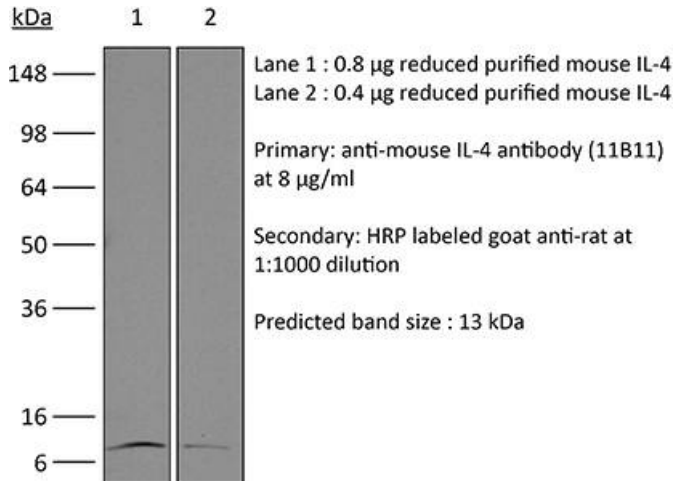 kDa
1
2
148
98
64
50
36
16
6
Lane 1 : 0.8 µg reduced purified mouse IL-4
Lane 2 : 0.4 µg reduced purified mouse IL-4
Primary: anti-mouse IL-4 antibody (11B11)
at 8 µg/ml
Secondary: HRP labeled goat anti-rat at
1:1000 dilution
Predicted band size : 13 kDa